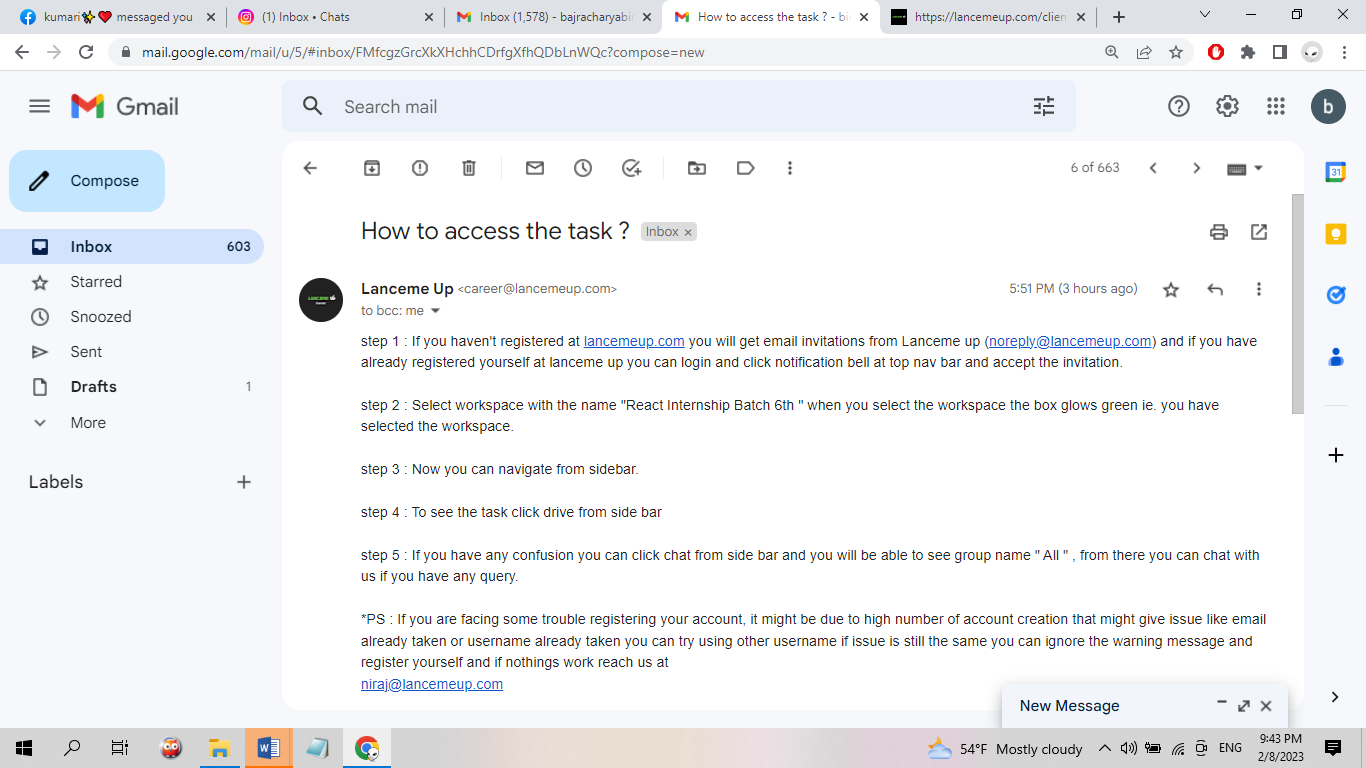 kumari✨❤️ messaged you
(1) Inbox • Chats
Inbox (1,578) - bajracharyabin
How to access the task ? - bi
https://lancemeup.com/clien
mail.google.com/mail/u/5/#inbox/FMfcgzGrcXkXHchhCDrfgXfhQDbLnWQc?compose=new
Gmail
Search mail
b
Compose
6 of 663
31
Inbox 603
Starred
Snoozed
Sent
Drafts 1
More
Labels
How to access the task ? Inbox ×
Lanceme Up <career@lancemeup.com> 5:51 PM (3 hours ago)
to bcc: me
step 1 : If you haven't registered at lancemeup.com you will get email invitations from Lanceme up (noreply@lancemeup.com) and if you have
already registered yourself at lanceme up you can login and click notification bell at top nav bar and accept the invitation.
step 2 : Select workspace with the name "React Internship Batch 6th " when you select the workspace the box glows green ie. you have
selected the workspace.
step 3 : Now you can navigate from sidebar.
step 4 : To see the task click drive from side bar
step 5 : If you have any confusion you can click chat from side bar and you will be able to see group name " All " , from there you can chat with
us if you have any query.
*PS : If you are facing some trouble registering your account, it might be due to high number of account creation that might give issue like email
already taken or username already taken you can try using other username if issue is still the same you can ignore the warning message and
register yourself and if nothings work reach us at
niraj@lancemeup.com
New Message
54°F Mostly cloudy
ENG
9:43 PM
2/8/2023